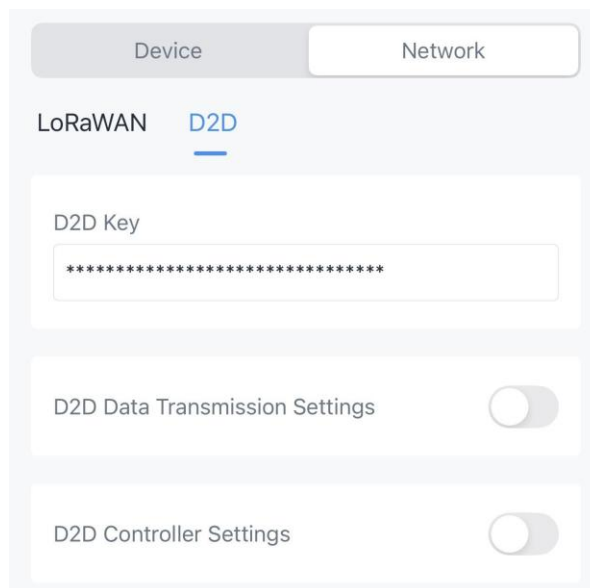 Device Network
LoRaWAN D2D
D2D Key
********************************
D2D Data Transmission Settings
D2D Controller Settings